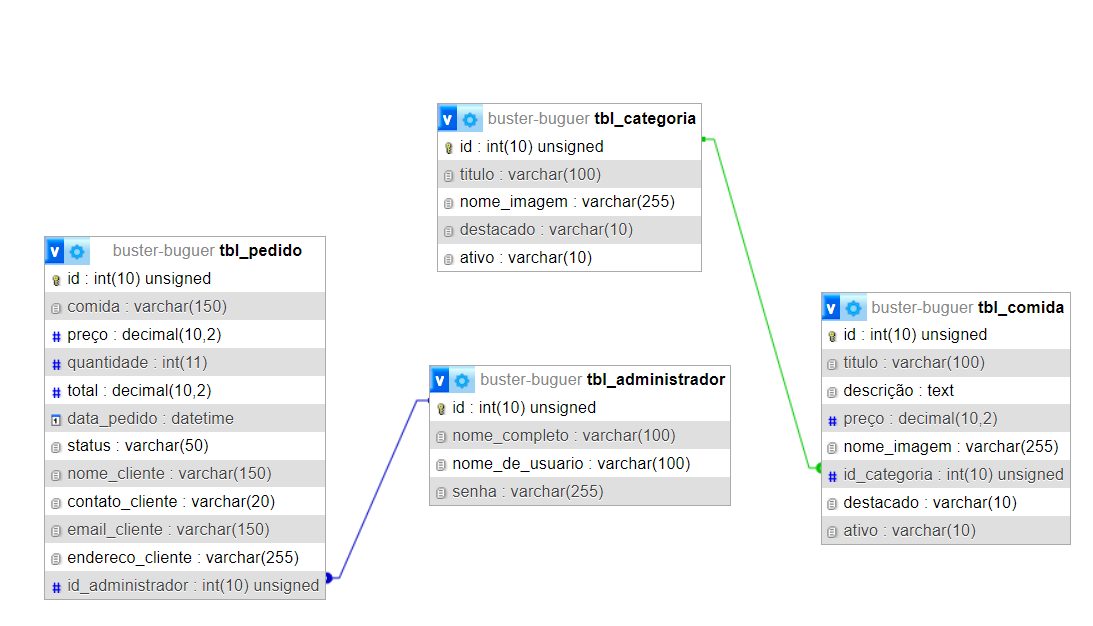 v buster-buguer tbl_categoria
id : int(10) unsigned
titulo : varchar(100)
nome_imagem : varchar(255)
destacado : varchar(10)
ativo : varchar(10)
v buster-buguer tbl_pedido
id : int(10) unsigned
comida : varchar(150)
# preço : decimal(10,2)
# quantidade : int(11)
# total : decimal(10,2)
data_pedido : datetime
status : varchar(50)
nome_cliente : varchar(150)
contato_cliente : varchar(20)
email_cliente : varchar(150)
endereco_cliente : varchar(255)
# id_administrador : int(10) unsigned
v buster-buguer tbl_administrador
id : int(10) unsigned
nome_completo : varchar(100)
nome_de_usuario : varchar(100)
senha : varchar(255)
v buster-buguer tbl_comida
id : int(10) unsigned
titulo : varchar(100)
descrição : text
# preço : decimal(10,2)
nome_imagem : varchar(255)
# id_categoria : int(10) unsigned
destacado : varchar(10)
ativo : varchar(10)